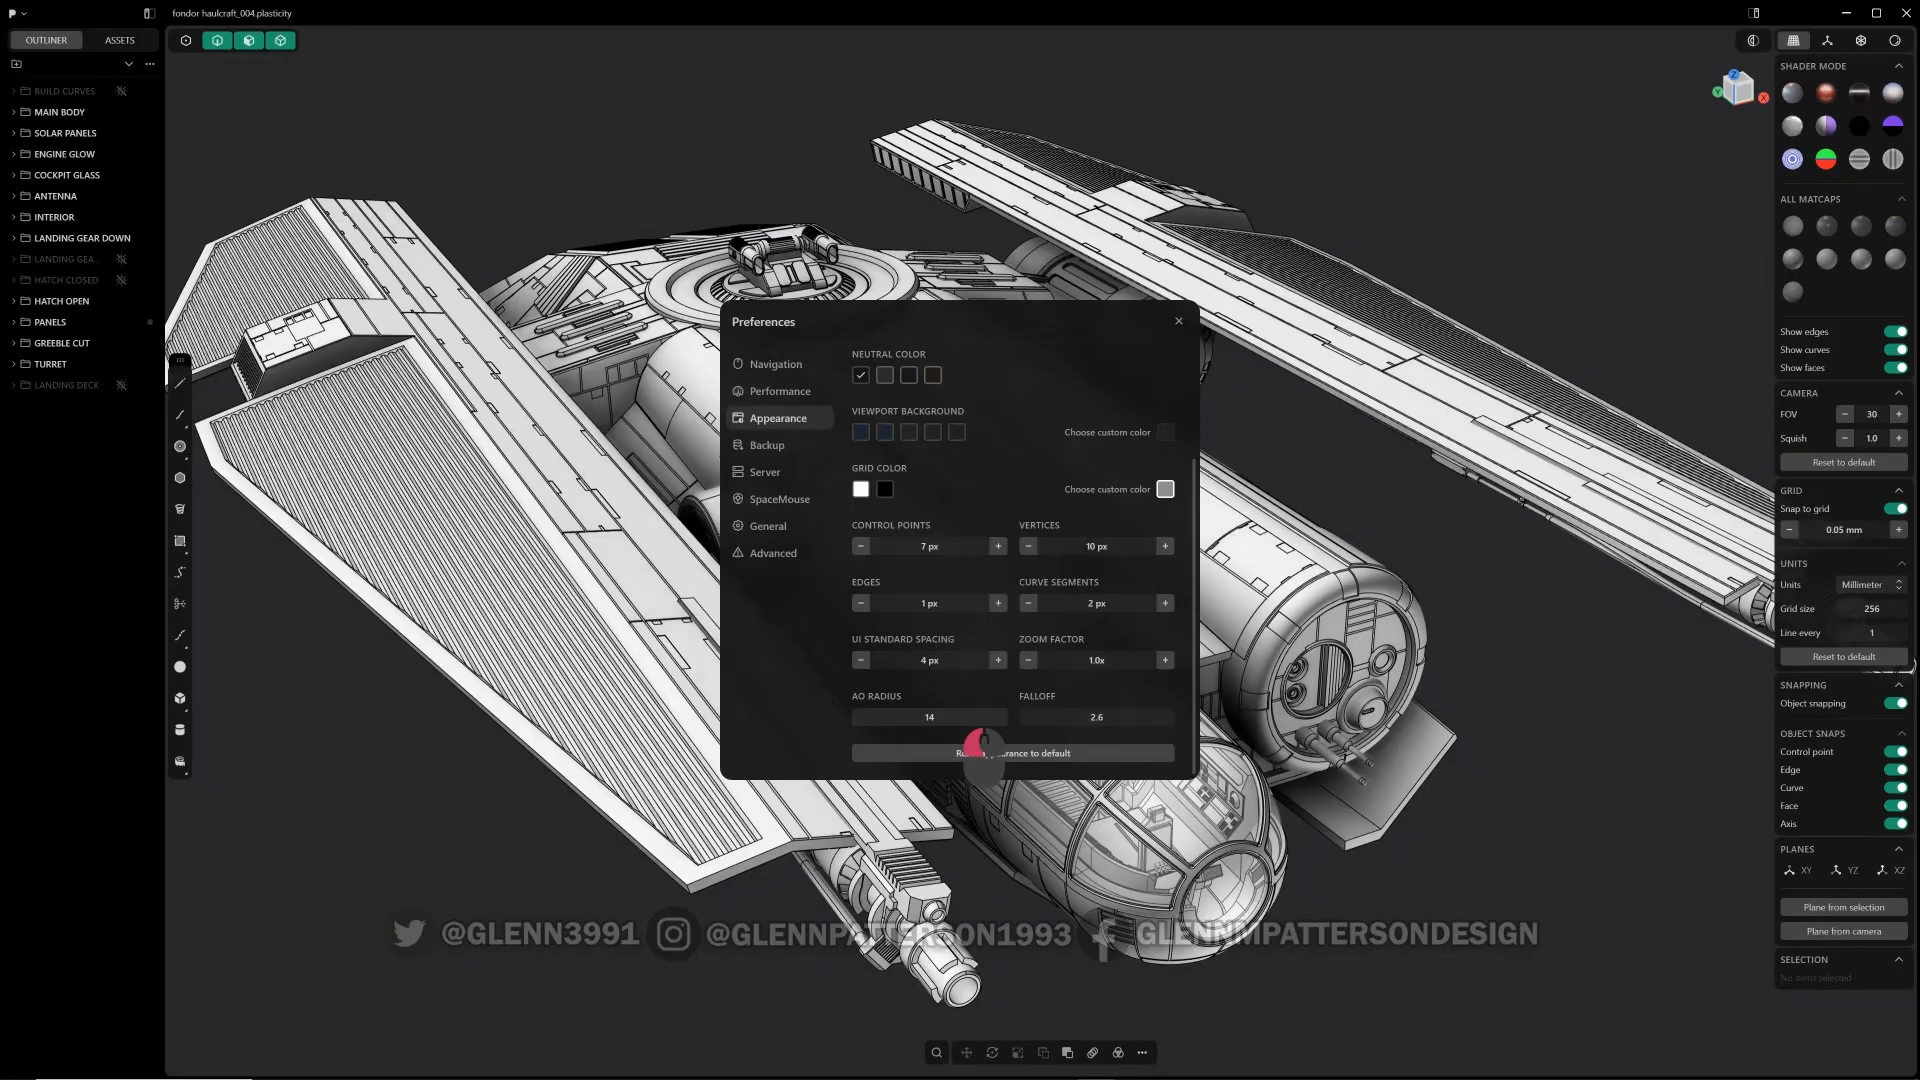 fondor haulcraft_004.plasticity
OUTLINER
ASSETS
BUILD CURVES
MAIN BODY
SOLAR PANELS
ENGINE GLOW
COCKPIT GLASS
ANTENNA
INTERIOR
LANDING GEAR DOWN
LANDING GEA...
HATCH CLOSED
HATCH OPEN
PANELS
GREEBLE CUT
TURRET
LANDING DECK
Preferences
Navigation
Performance
Appearance
Backup
Server
SpaceMouse
General
Advanced
NEUTRAL COLOR
VIEWPORT BACKGROUND
Choose custom color
GRID COLOR
Choose custom color
CONTROL POINTS
VERTICES
7 px
10 px
EDGES
CURVE SEGMENTS
1 px
2 px
UI STANDARD SPACING
ZOOM FACTOR
4 px
1.0x
AO RADIUS
FALLOFF
14
2.6
to default
Z
Y
X
SHADER MODE
ALL MATCAPS
Show edges
Show curves
Show faces
CAMERA
FOV
30
Squish
1.0
Reset to default
GRID
Snap to grid
0.05 mm
UNITS
Units
Millimeter
Grid size
256
Line every
1
Reset to default
SNAPPING
Object snapping
OBJECT SNAPS
Control point
Edge
Curve
Face
Axis
PLANES
XY
YZ
XZ
Plane from selection
Plane from camera
SELECTION
No items selected
@GLENN3991
@GLENNPATTERSON1993
GLENNMPATTERSONDESIGN